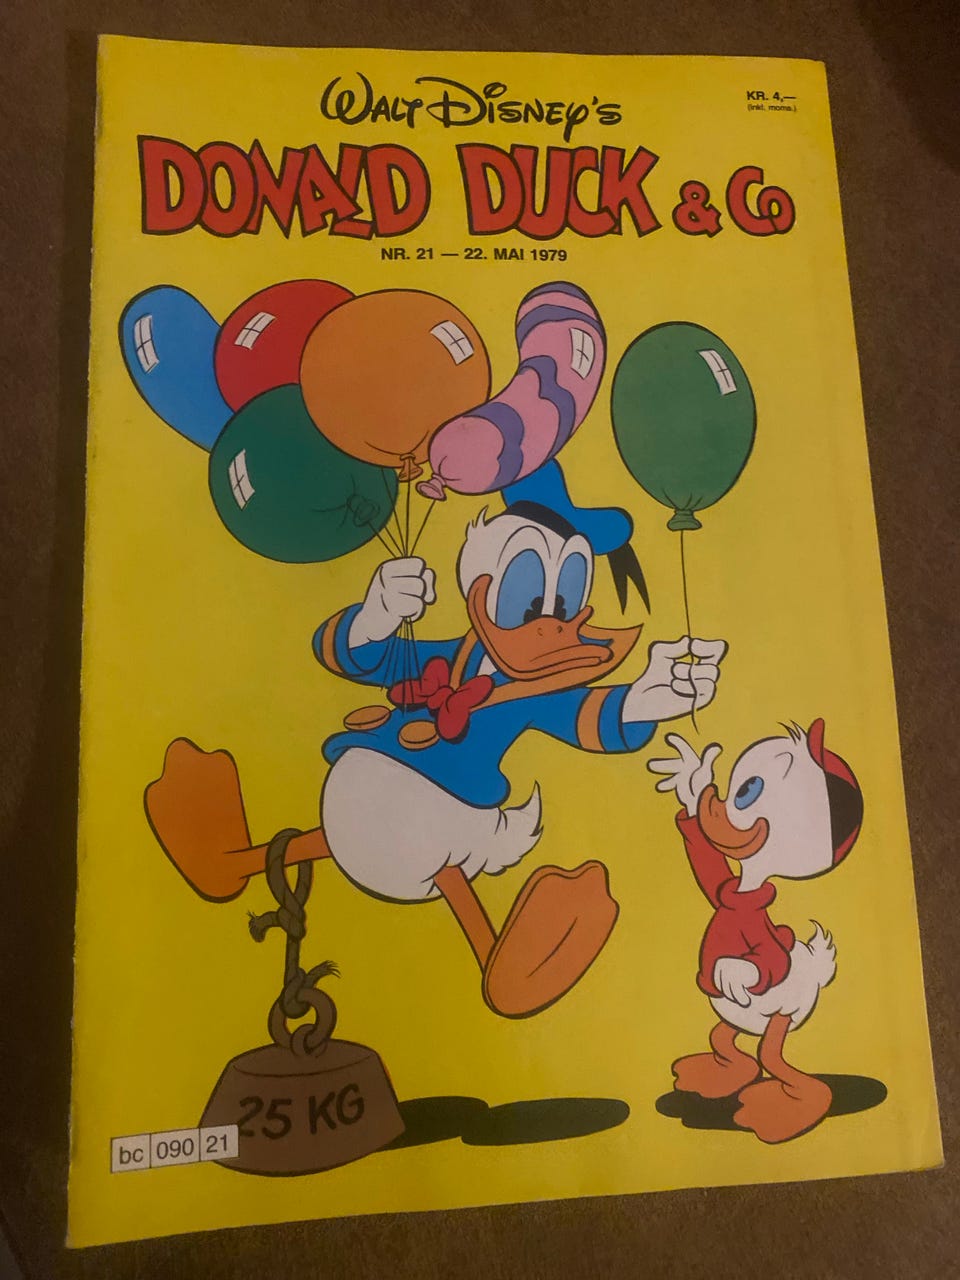 WALT DISNEY'S
KR. 4,—
(inkl. moms.)
DONALD DUCK & CO
NR. 21 — 22. MAI 1979
25 KG
bc 090 21